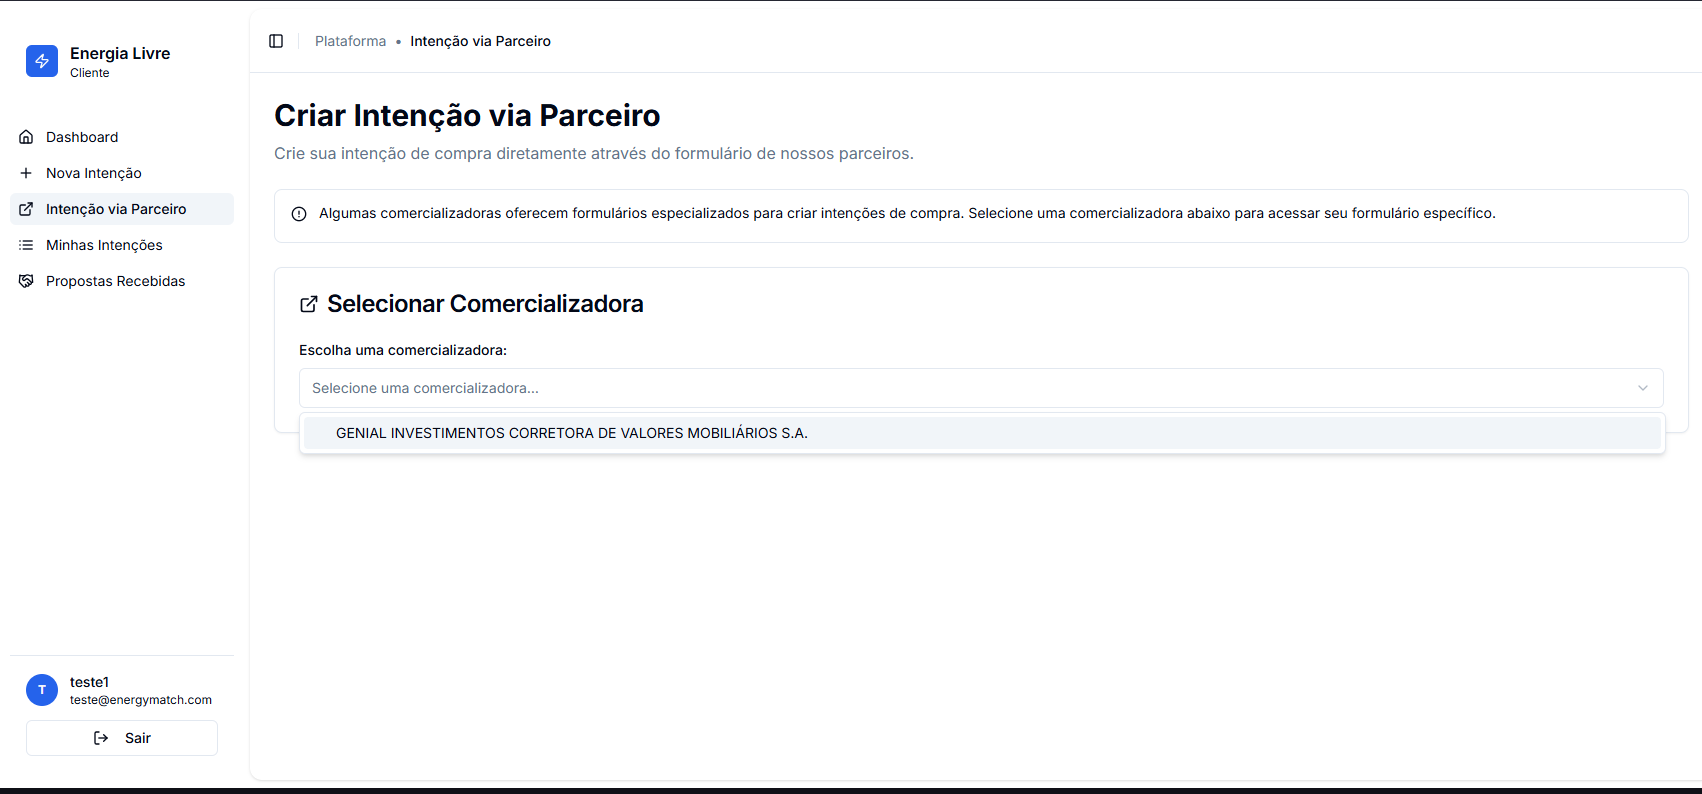 Energia Livre
Cliente
Dashboard
Nova Intenção
Intenção via Parceiro
Minhas Intenções
Propostas Recebidas
T
teste1
teste@energymatch.com
Sair
Plataforma • Intenção via Parceiro
Criar Intenção via Parceiro
Crie sua intenção de compra diretamente através do formulário de nossos parceiros.
Algumas comercializadoras oferecem formulários especializados para criar intenções de compra. Selecione uma comercializadora abaixo para acessar seu formulário específico.
Selecionar Comercializadora
Escolha uma comercializadora:
Selecione uma comercializadora...
GENIAL INVESTIMENTOS CORRETORA DE VALORES MOBILIÁRIOS S.A.